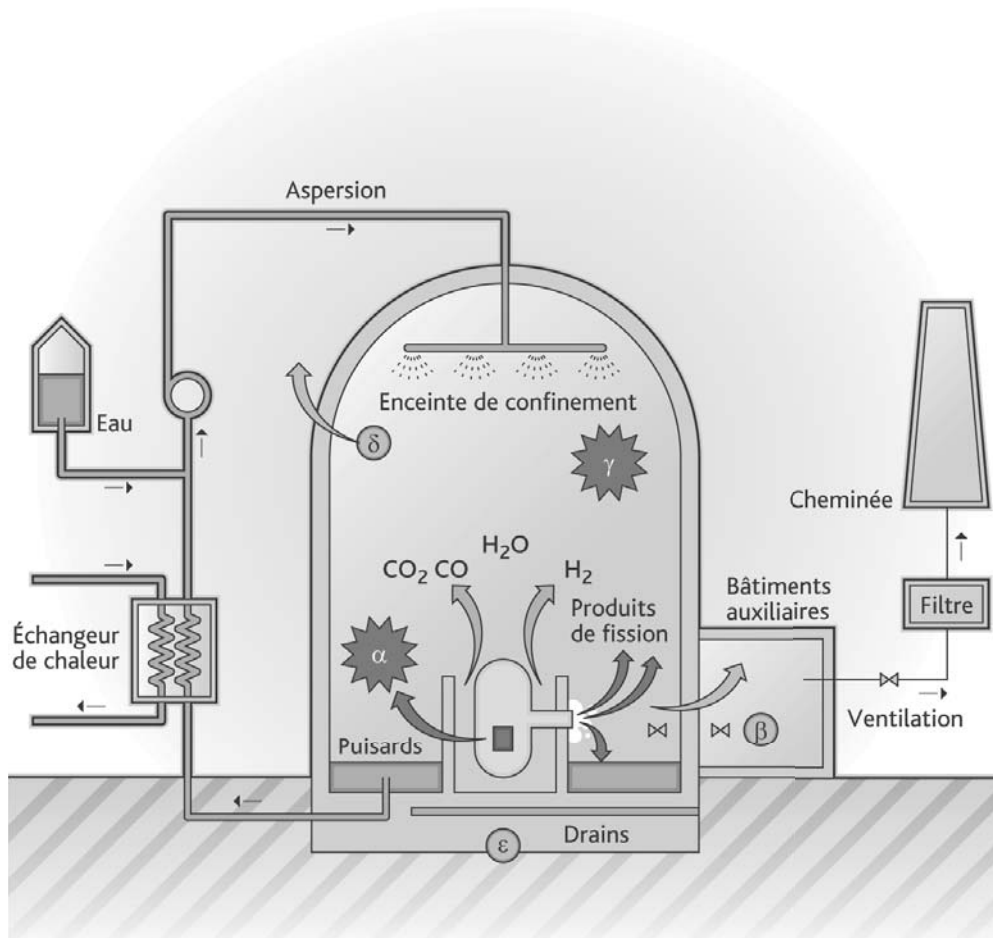 Aspersion
Eau
Enceinte de confinement
δ
γ
Cheminée
H₂O
CO₂ CO
H₂
Produits
de fission
Bâtiments
auxiliaires
Filtre
Échangeur
de chaleur
α
Puisards
β
Ventilation
Drains
ε